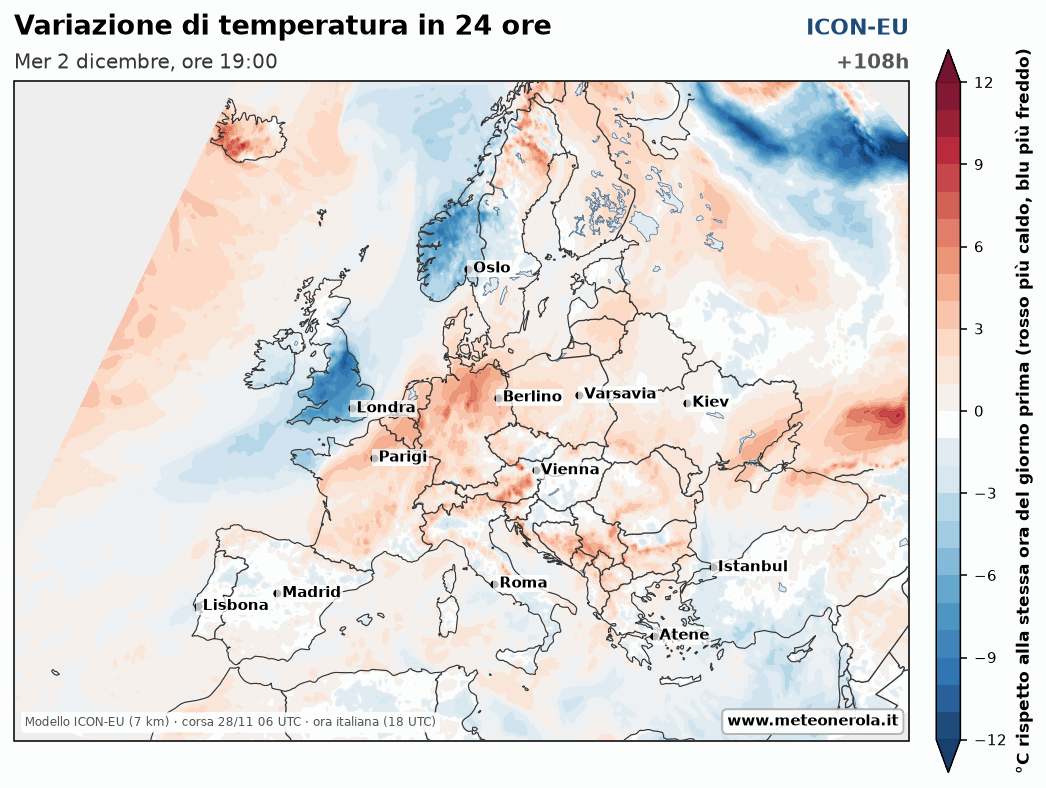 Variazione di temperatura in 24 ore
ICON-EU
Mer 2 dicembre, ore 19:00
+108h
Oslo
Londra
Berlino
Varsavia
Kiev
Parigi
Vienna
Istanbul
Roma
Madrid
Lisbona
Atene
Modello ICON-EU (7 km) · corsa 28/11 06 UTC · ora italiana (18 UTC)
www.meteonerola.it
12
9
6
3
0
−3
−6
−9
−12
°C rispetto alla stessa ora del giorno prima (rosso più caldo, blu più freddo)